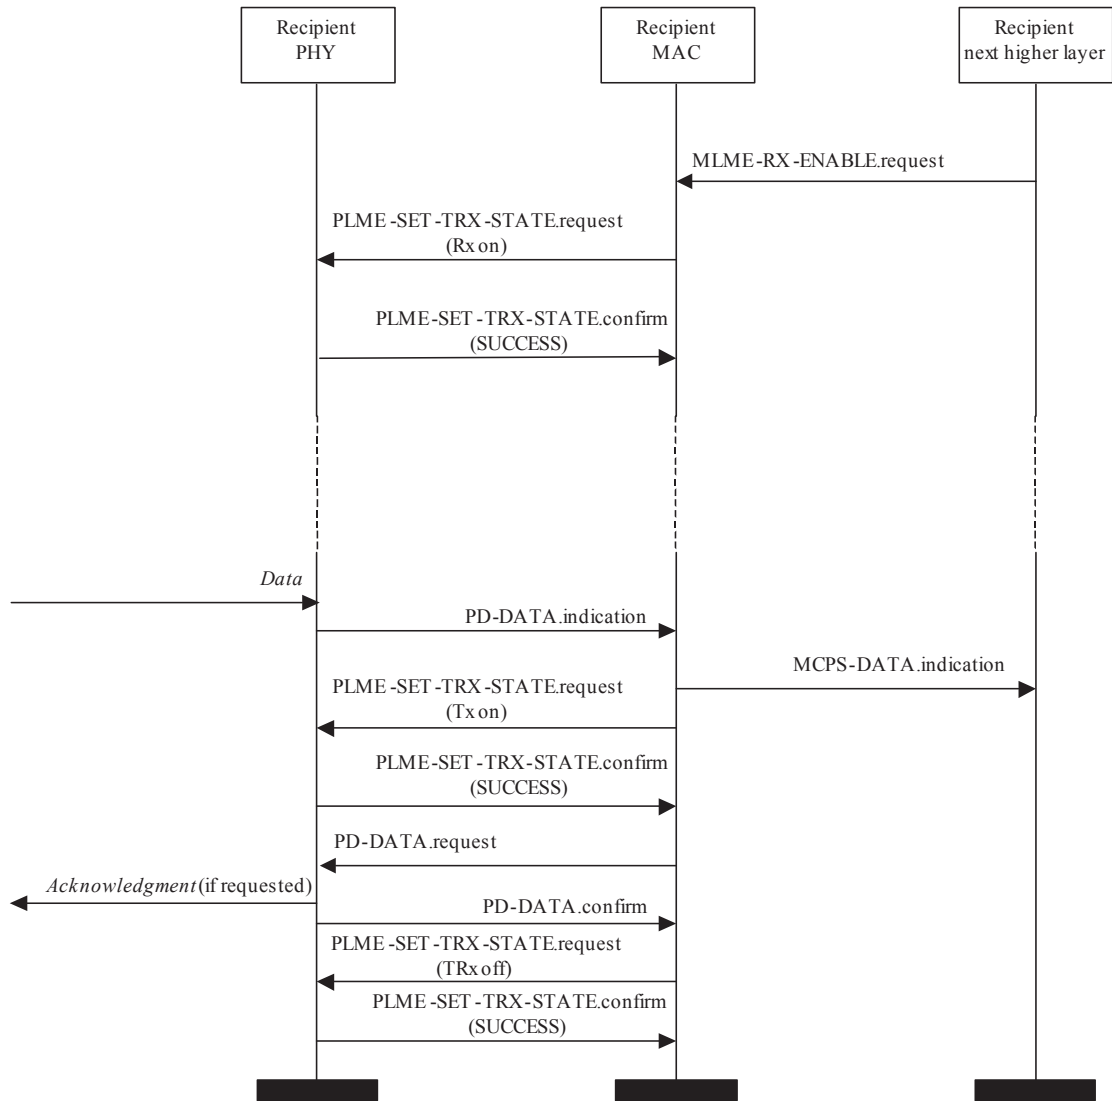 Recipient
PHY
Recipient
MAC
Recipient
next higher layer
MLME-RX-ENABLE.request
PLME-SET-TRX-STATE.request
(Rx on)
PLME-SET-TRX-STATE.confirm
(SUCCESS)
Data
PD-DATA.indication
MCPS-DATA.indication
PLME-SET-TRX-STATE.request
(Tx on)
PLME-SET-TRX-STATE.confirm
(SUCCESS)
PD-DATA.request
Acknowledgment (if requested)
PD-DATA.confirm
PLME-SET-TRX-STATE.request
(TRx off)
PLME-SET-TRX-STATE.confirm
(SUCCESS)